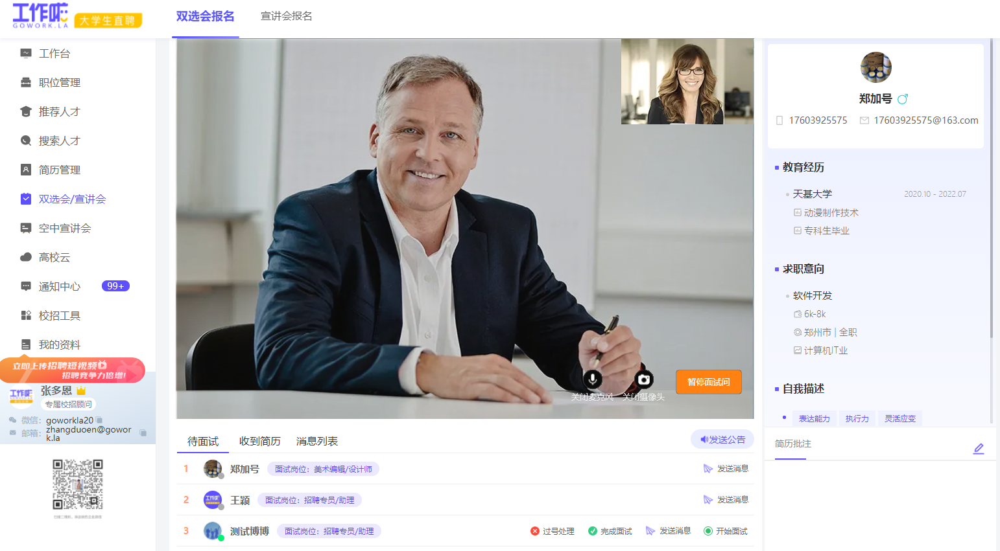 工作啦
GOWORK.LA
大学生直聘
双选会报名
宣讲会报名
工作台
职位管理
推荐人才
搜索人才
简历管理
双选会/宣讲会
空中宣讲会
高校云
通知中心
99+
校招工具
我的资料
立即上传招聘短视频
招聘竞争力倍增!
工作啦
张多恩
专属校招顾问
微信: goworkla20
邮箱: zhangduoen@gowor
k.la
关闭麦克风
关闭摄像头
暂停面试间
待面试
收到简历
消息列表
发送公告
1 郑加号 面试岗位: 美术编辑/设计师 发送消息
2 王颖 面试岗位: 招聘专员/助理 发送消息
3 测试博博 面试岗位: 招聘专员/助理 过号处理 完成面试 发送消息 开始面试
郑加号
17603925575 17603925575@163.com
教育经历
天基大学 2020.10 - 2022.07
动漫制作技术
专科生毕业
求职意向
软件开发
6k-8k
郑州市 | 全职
计算机/IT业
自我描述
表达能力 执行力 灵活应变
简历批注